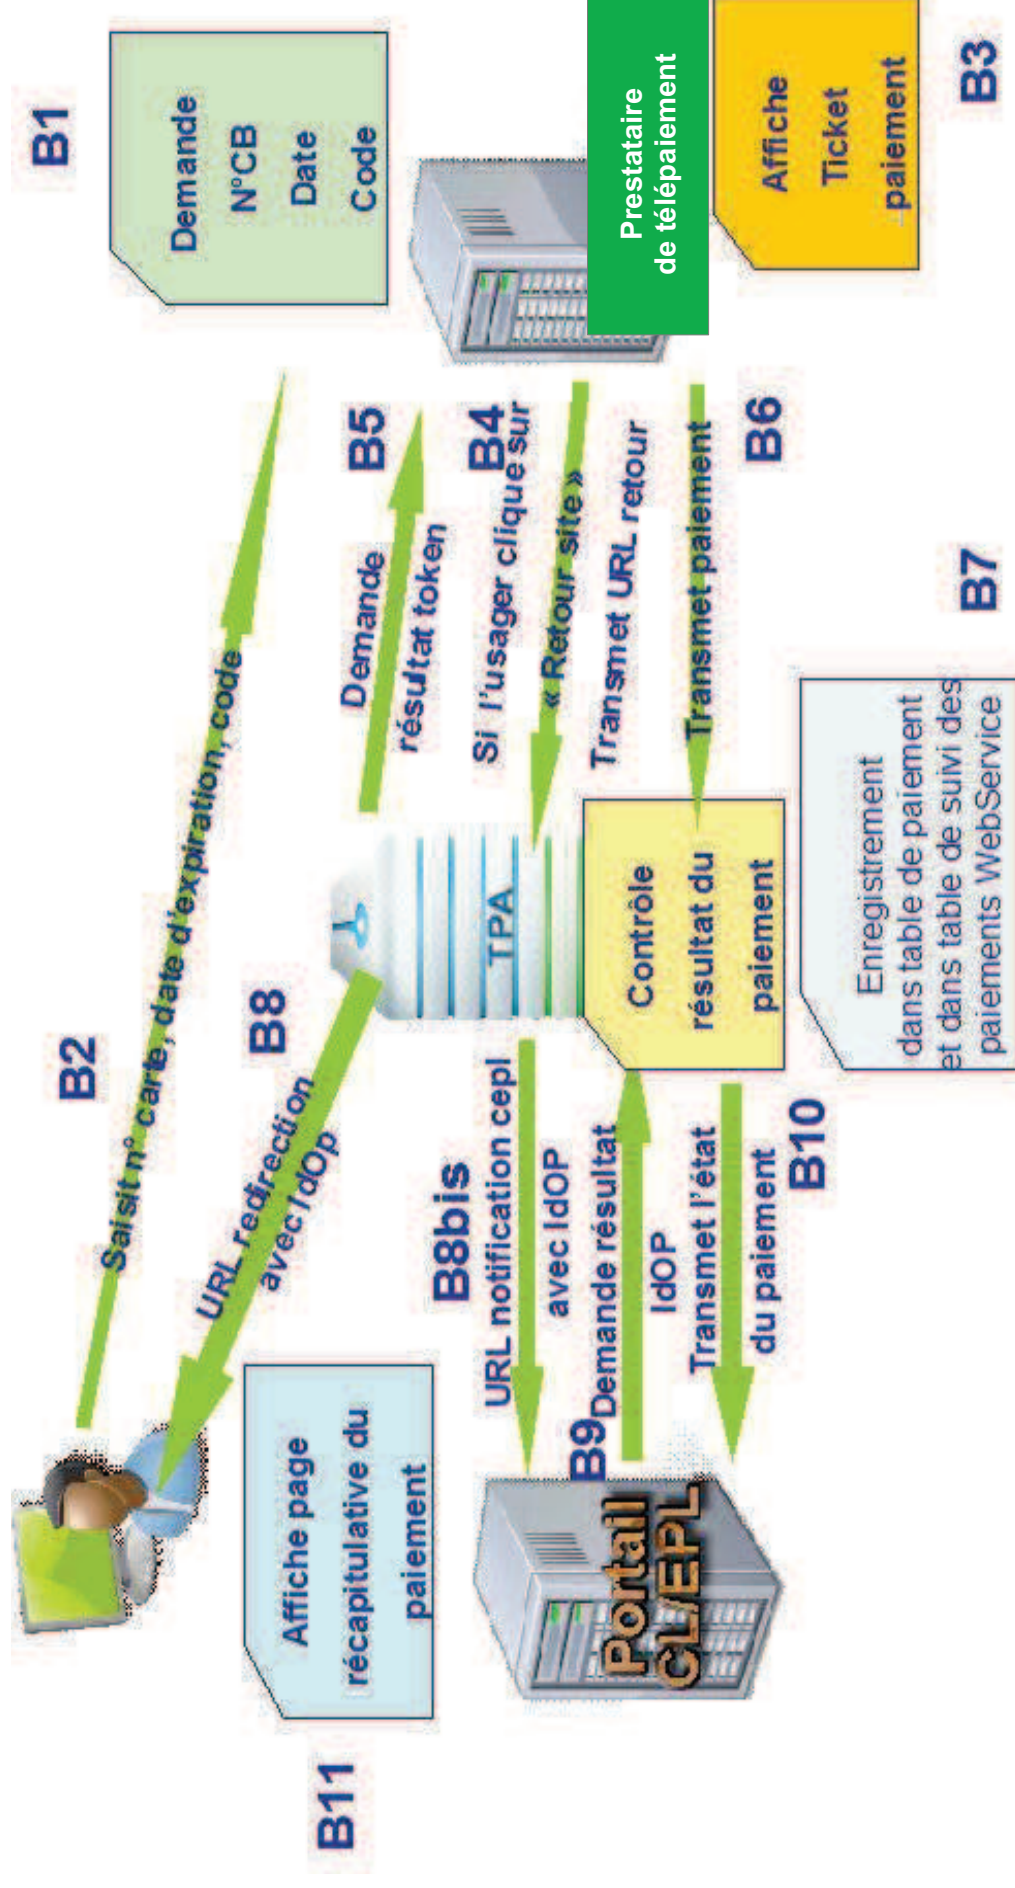 B1
Demande
N°CB
Date
Code
B2
Saisit n° carte, date d'expiration, code
Prestataire
de télépaiement
B3
Affiche
Ticket
paiement
B5
Demande
résultat token
B4
Si l'usager clique sur
« Retour site »
Transmet URL retour
B6
Transmet paiement
TPA
Contrôle
résultat du
paiement
B7
Enregistrement
dans table de paiement
et dans table de suivi des
paiements WebService
B8
URL redirection
avec IdOp
B8bis
URL notification cepl
avec IdOP
B9
Demande résultat
IdOP
B10
Transmet l'état
du paiement
Portail
CL/EPL
B11
Affiche page
récapitulative du
paiement